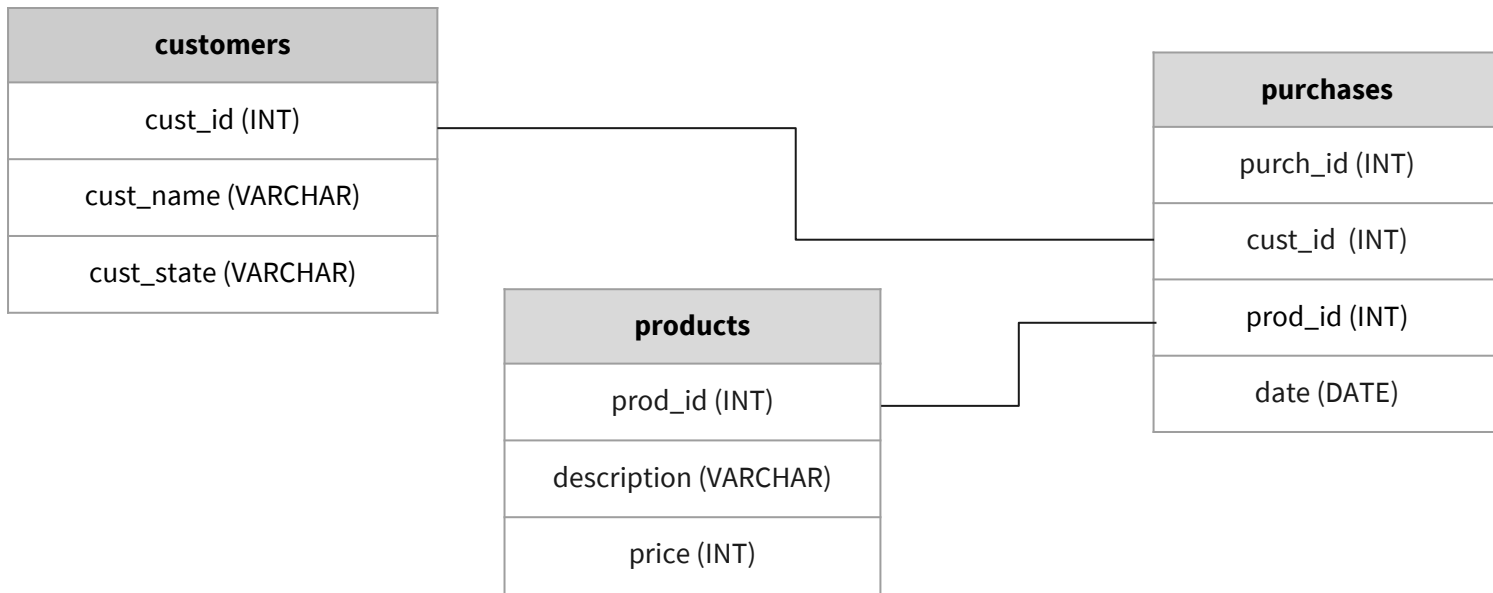 customers
cust_id (INT)
cust_name (VARCHAR)
cust_state (VARCHAR)
products
prod_id (INT)
description (VARCHAR)
price (INT)
purchases
purch_id (INT)
cust_id  (INT)
prod_id (INT)
date (DATE)